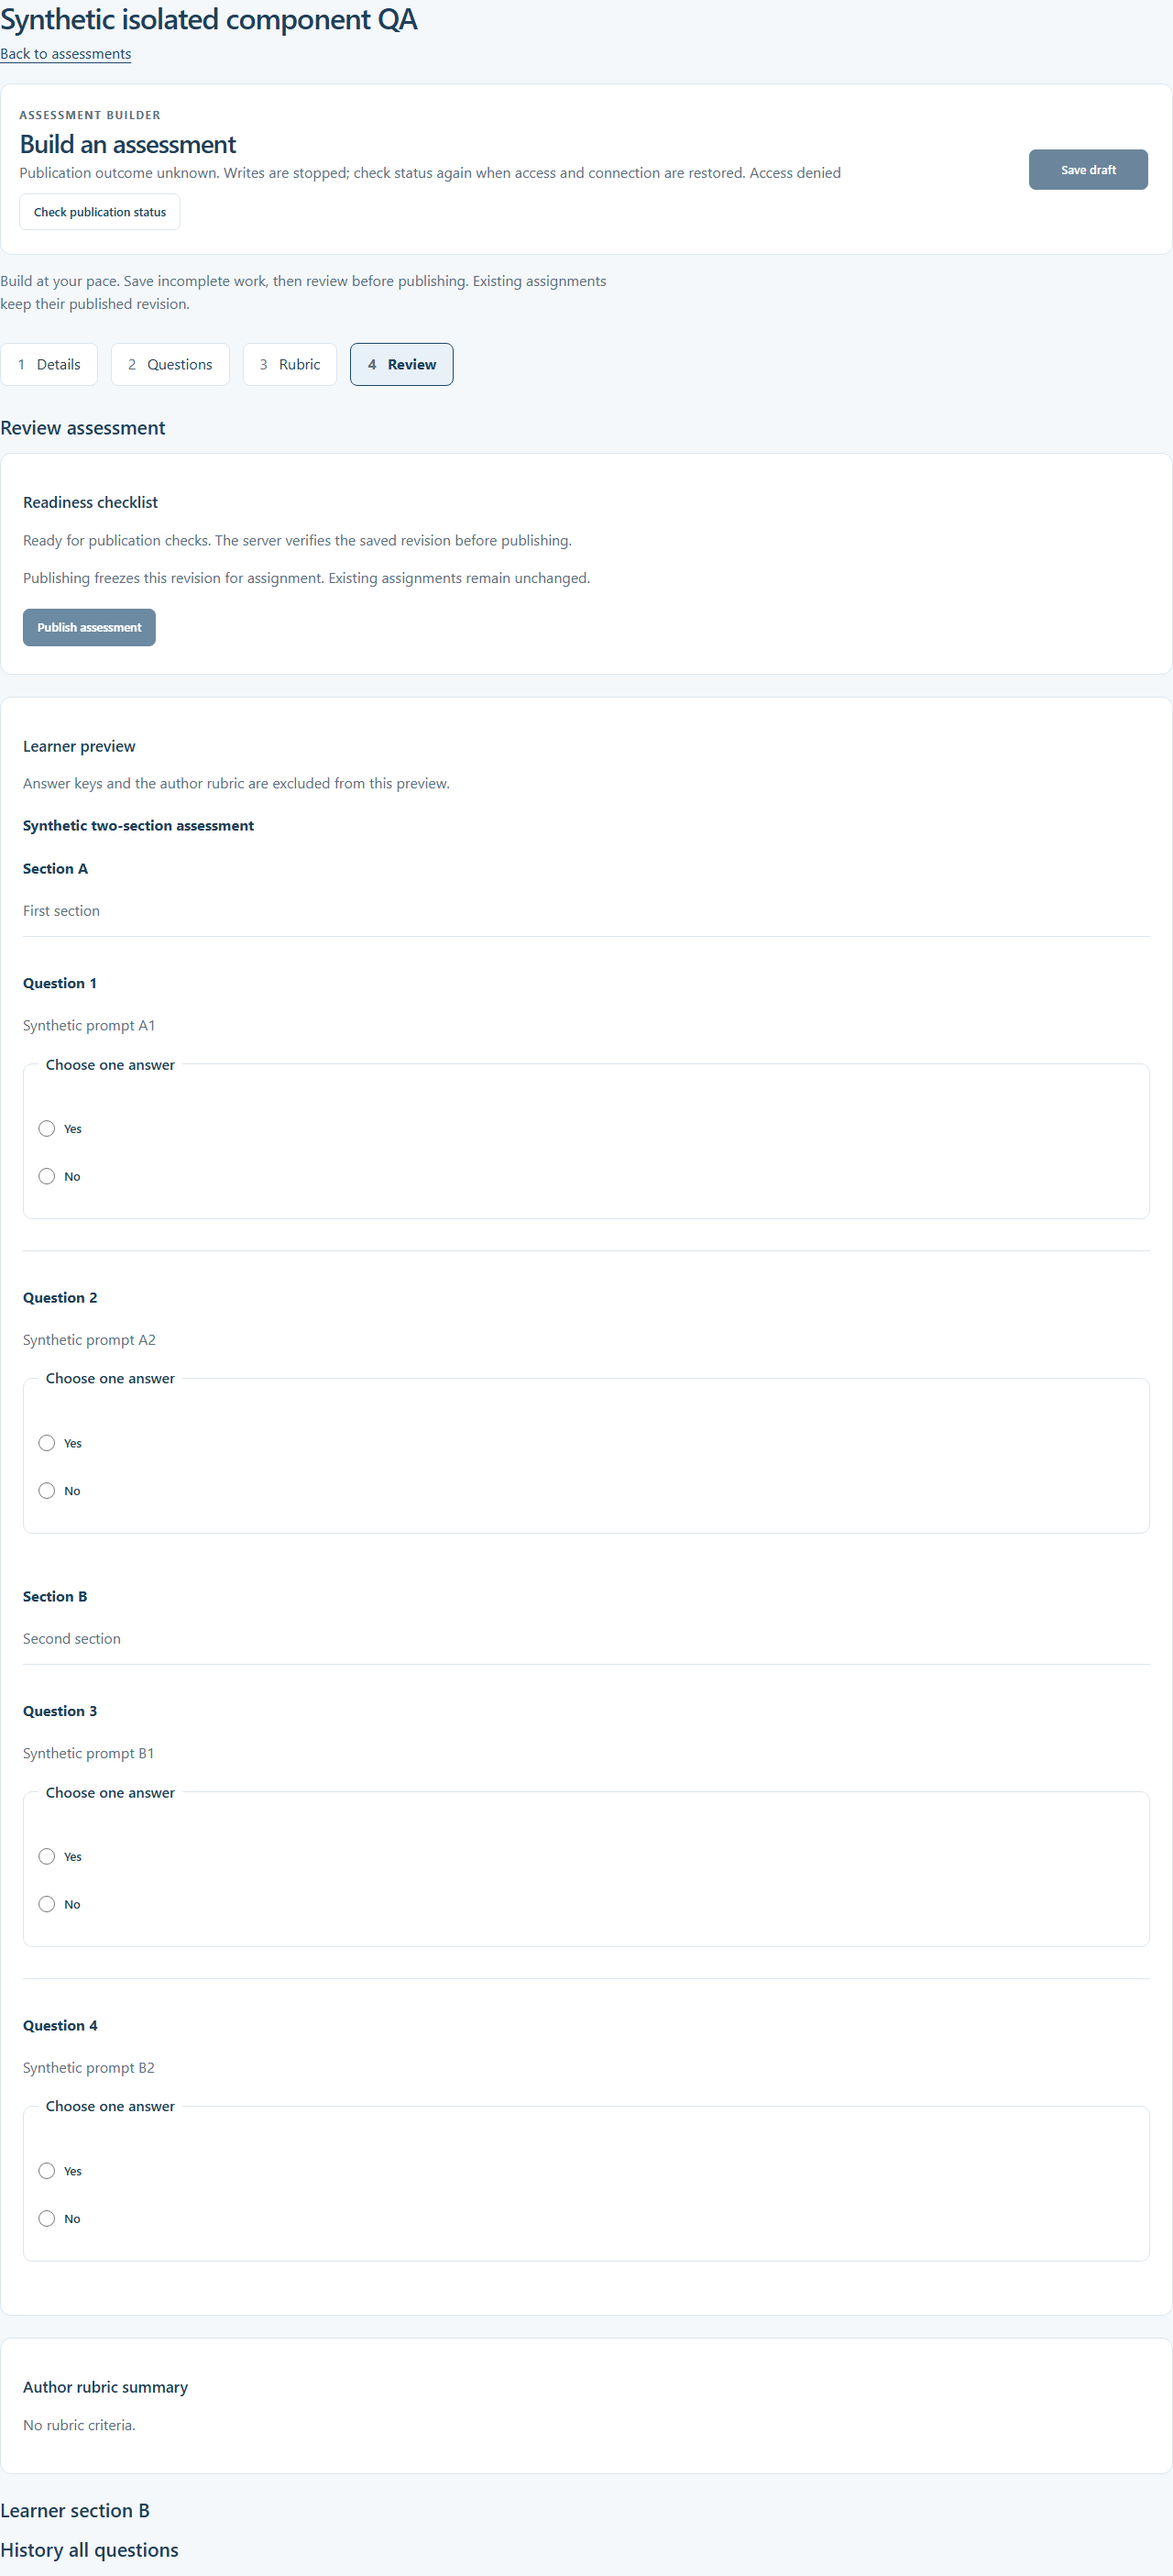 Synthetic isolated component QA
Back to assessments
ASSESSMENT BUILDER
Build an assessment
Publication outcome unknown. Writes are stopped; check status again when access and connection are restored. Access denied
Save draft
Check publication status
Build at your pace. Save incomplete work, then review before publishing. Existing assignments
keep their published revision.
1 Details
2 Questions
3 Rubric
4 Review
Review assessment
Readiness checklist
Ready for publication checks. The server verifies the saved revision before publishing.
Publishing freezes this revision for assignment. Existing assignments remain unchanged.
Publish assessment
Learner preview
Answer keys and the author rubric are excluded from this preview.
Synthetic two-section assessment
Section A
First section
Question 1
Synthetic prompt A1
Choose one answer
Yes
No
Question 2
Synthetic prompt A2
Choose one answer
Yes
No
Section B
Second section
Question 3
Synthetic prompt B1
Choose one answer
Yes
No
Question 4
Synthetic prompt B2
Choose one answer
Yes
No
Author rubric summary
No rubric criteria.
Learner section B
History all questions